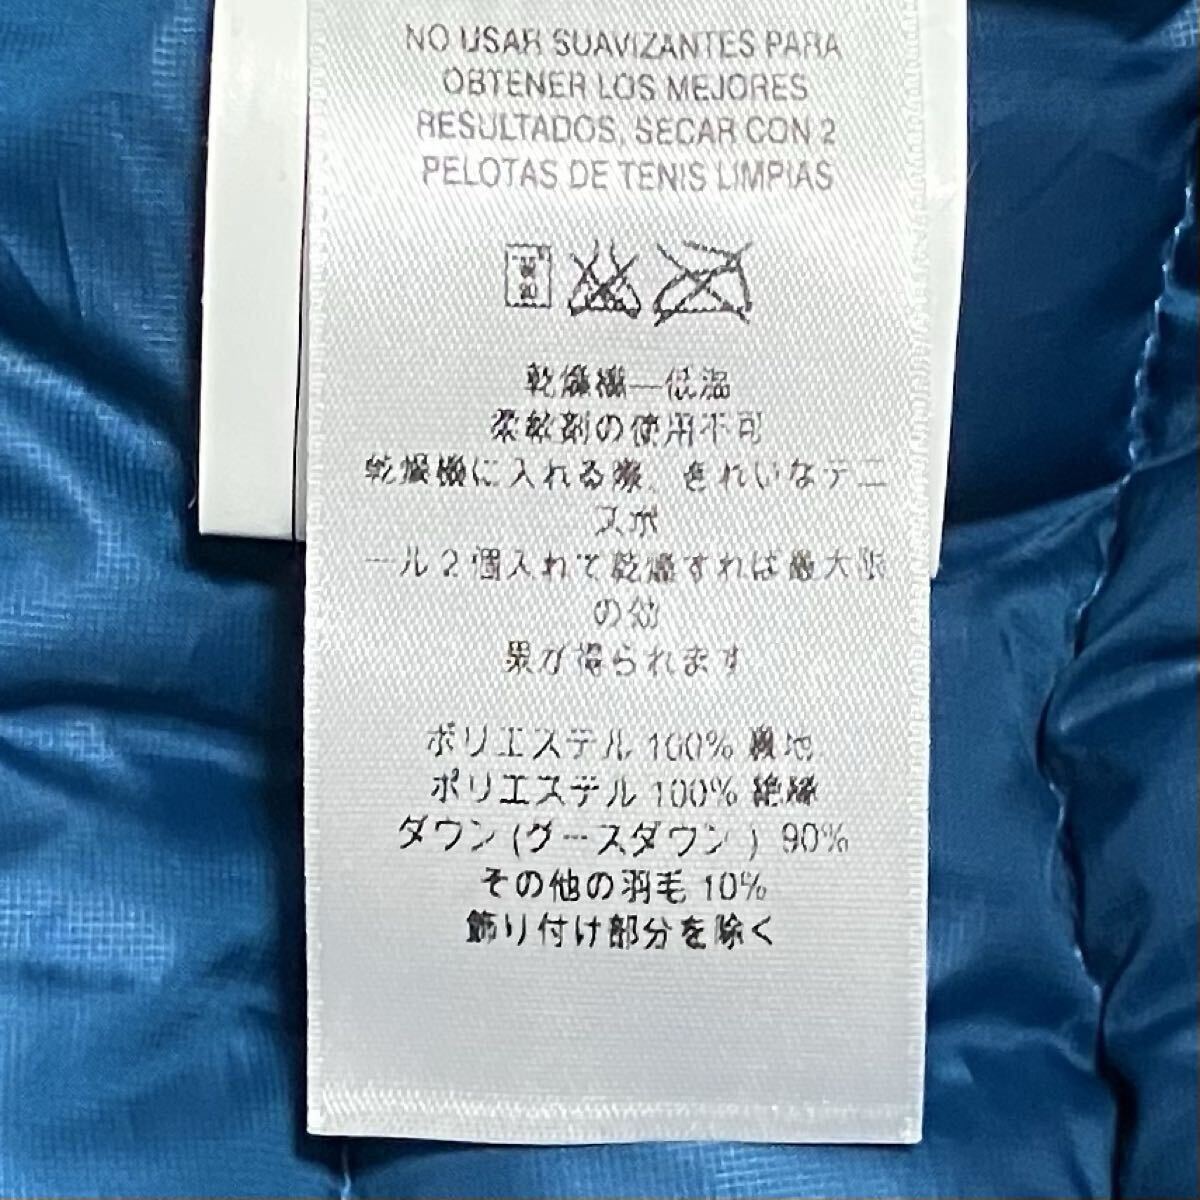 NO USAR SUAVIZANTES PARA
OBTENER LOS MEJORES
RESULTADOS, SECAR CON 2
PELOTAS DE TENIS LIMPIAS
乾燥機—低温
柔軟剤の使用不可
乾燥機に入れる際、きれいなテニ
スボ
ール2個入れて乾燥すれば最大限
の効
果が得られます
ポリエステル 100% 裏地
ポリエステル 100% 絶縁
ダウン (グースダウン) 90%
その他の羽毛 10%
飾り付け部分を除く